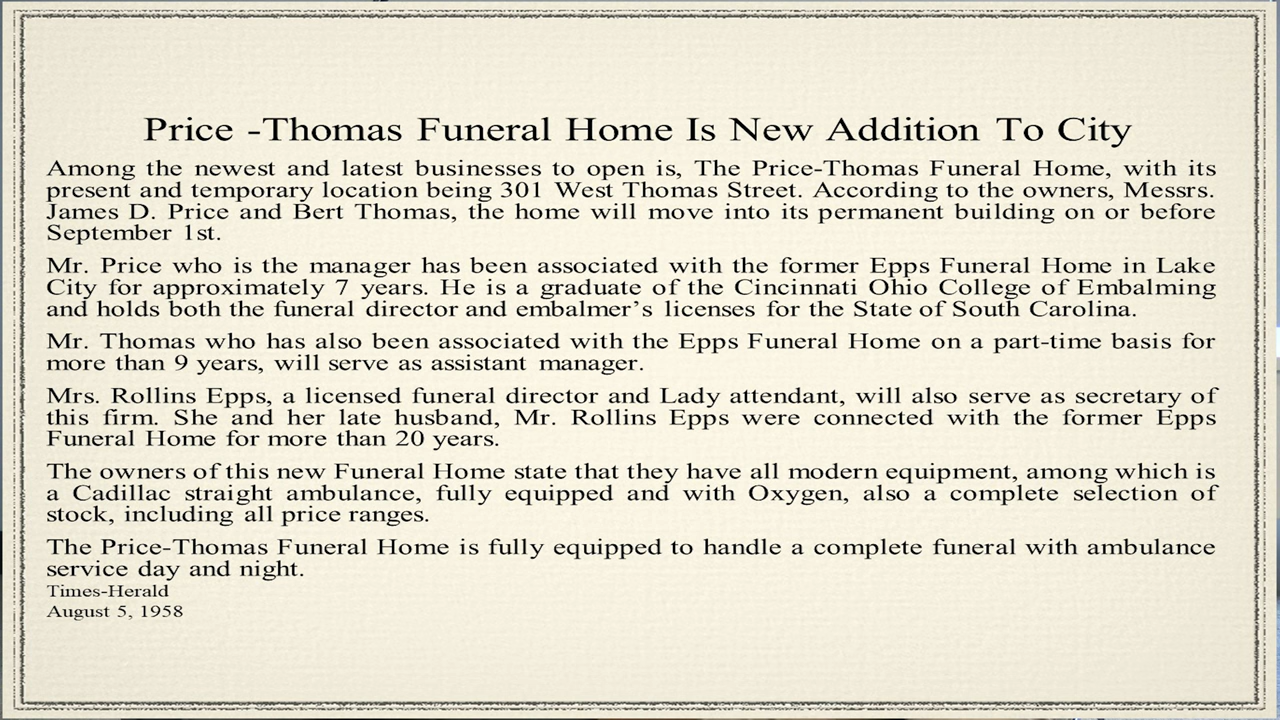 Price -Thomas Funeral Home Is New Addition To City
Among the newest and latest businesses to open is, The Price-Thomas Funeral Home, with its
present and temporary location being 301 West Thomas Street. According to the owners, Messrs.
James D. Price and Bert Thomas, the home will move into its permanent building on or before
September 1st.
Mr. Price who is the manager has been associated with the former Epps Funeral Home in Lake
City for approximately 7 years. He is a graduate of the Cincinnati Ohio College of Embalming
and holds both the funeral director and embalmer’s licenses for the State of South Carolina.
Mr. Thomas who has also been associated with the Epps Funeral Home on a part-time basis for
more than 9 years, will serve as assistant manager.
Mrs. Rollins Epps, a licensed funeral director and Lady attendant, will also serve as secretary of
this firm. She and her late husband, Mr. Rollins Epps were connected with the former Epps
Funeral Home for more than 20 years.
The owners of this new Funeral Home state that they have all modern equipment, among which is
a Cadillac straight ambulance, fully equipped and with Oxygen, also a complete selection of
stock, including all price ranges.
The Price-Thomas Funeral Home is fully equipped to handle a complete funeral with ambulance
service day and night.
Times-Herald
August 5, 1958